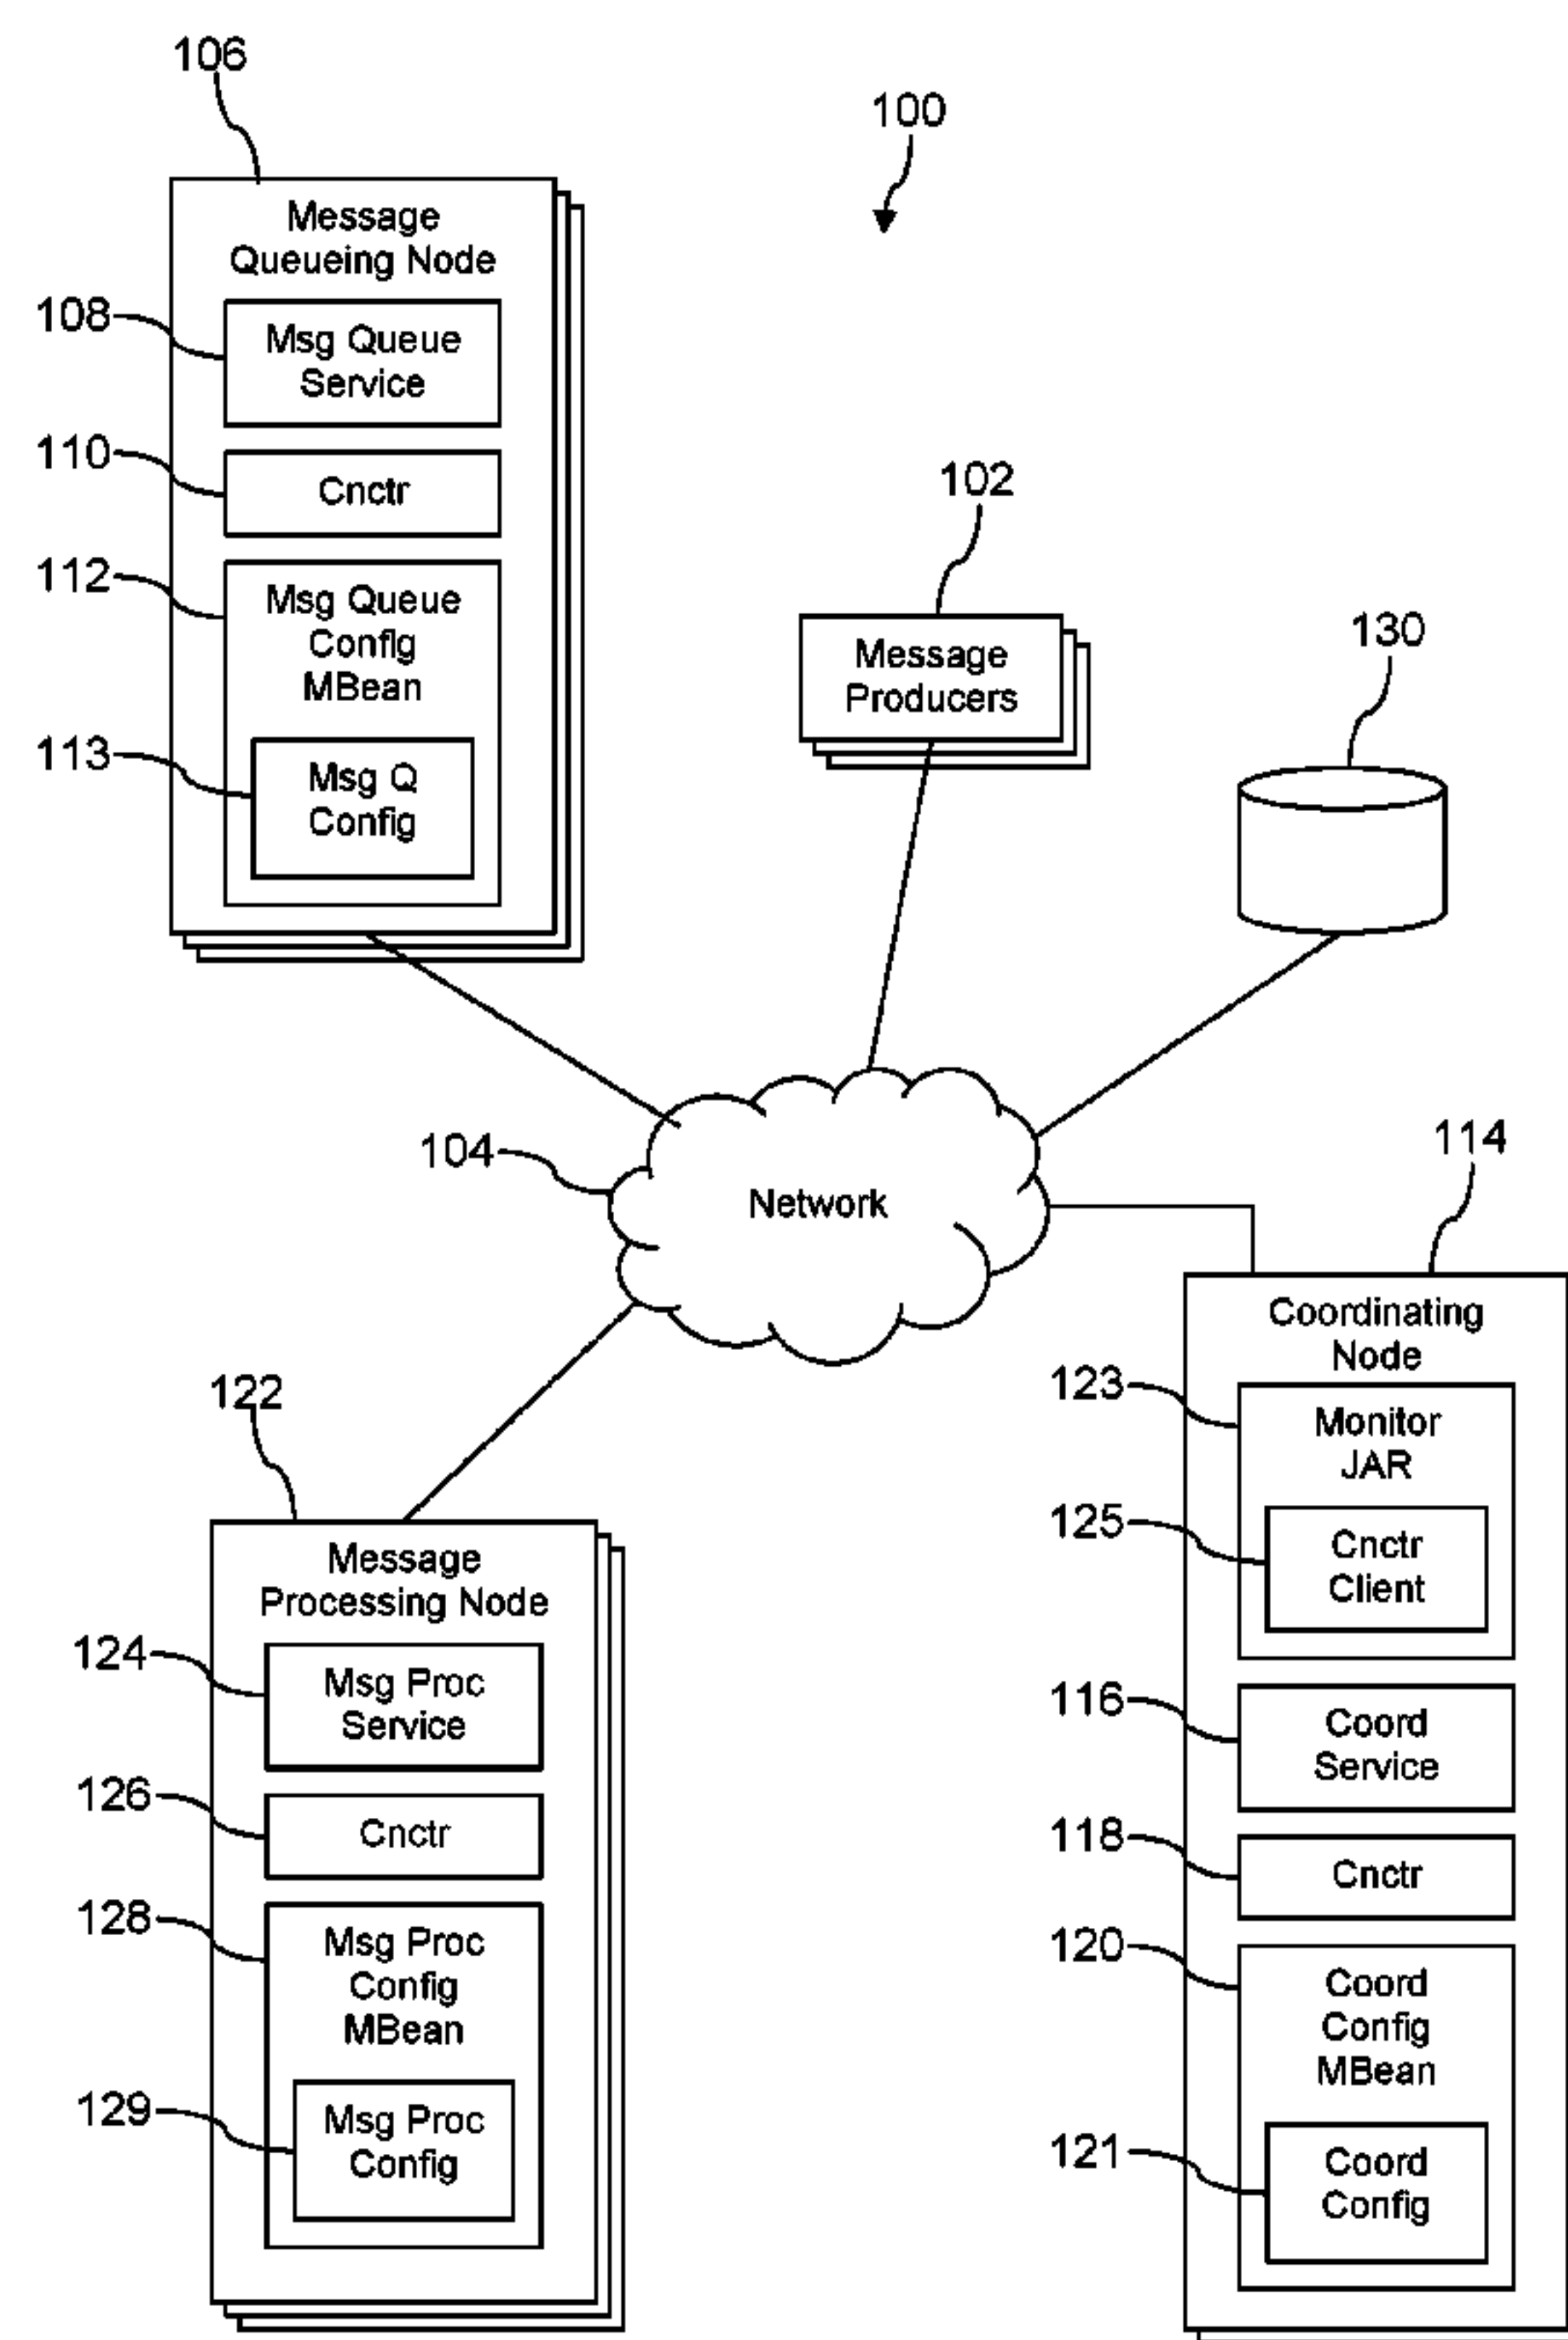 106
100
Message
Queueing Node
108
Msg Queue
Service
110
Cnctr
112
Msg Queue
Config
MBean
113
Msg Q
Config
102
Message
Producers
130
104
Network
114
Coordinating
Node
123
Monitor
JAR
125
Cnctr
Client
116
Coord
Service
118
Cnctr
120
Coord
Config
MBean
121
Coord
Config
122
Message
Processing Node
124
Msg Proc
Service
126
Cnctr
128
Msg Proc
Config
MBean
129
Msg Proc
Config